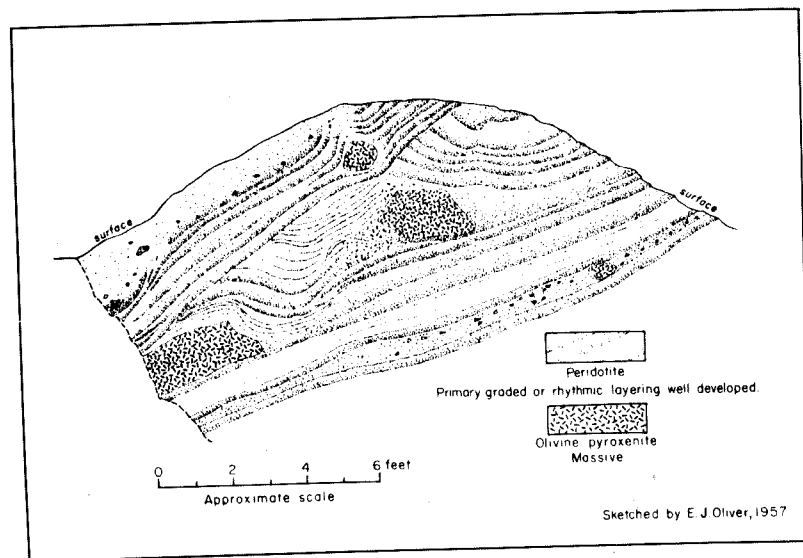 surface
surface
Peridotite
Primary graded or rhythmic layering well developed.
Olivine pyroxenite
Massive
0 2 4 6 feet
Approximate scale
Sketched by E. J. Oliver, 1957